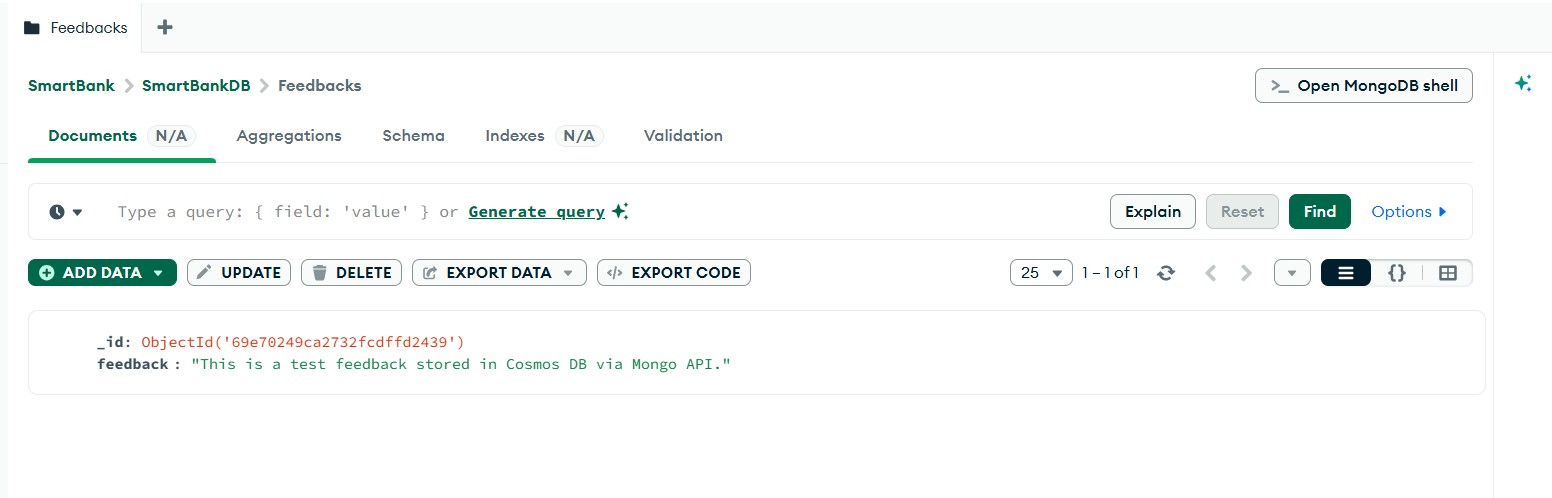 Feedbacks
SmartBank SmartBankDB Feedbacks
>_ Open MongoDB shell
Documents N/A Aggregations Schema Indexes N/A Validation
Type a query: { field: 'value' } or Generate query Explain Reset Find Options
ADD DATA UPDATE DELETE EXPORT DATA </> EXPORT CODE 25 1 – 1 of 1 {}
_id: ObjectId('69e70249ca2732fcdffd2439')
feedback : "This is a test feedback stored in Cosmos DB via Mongo API."